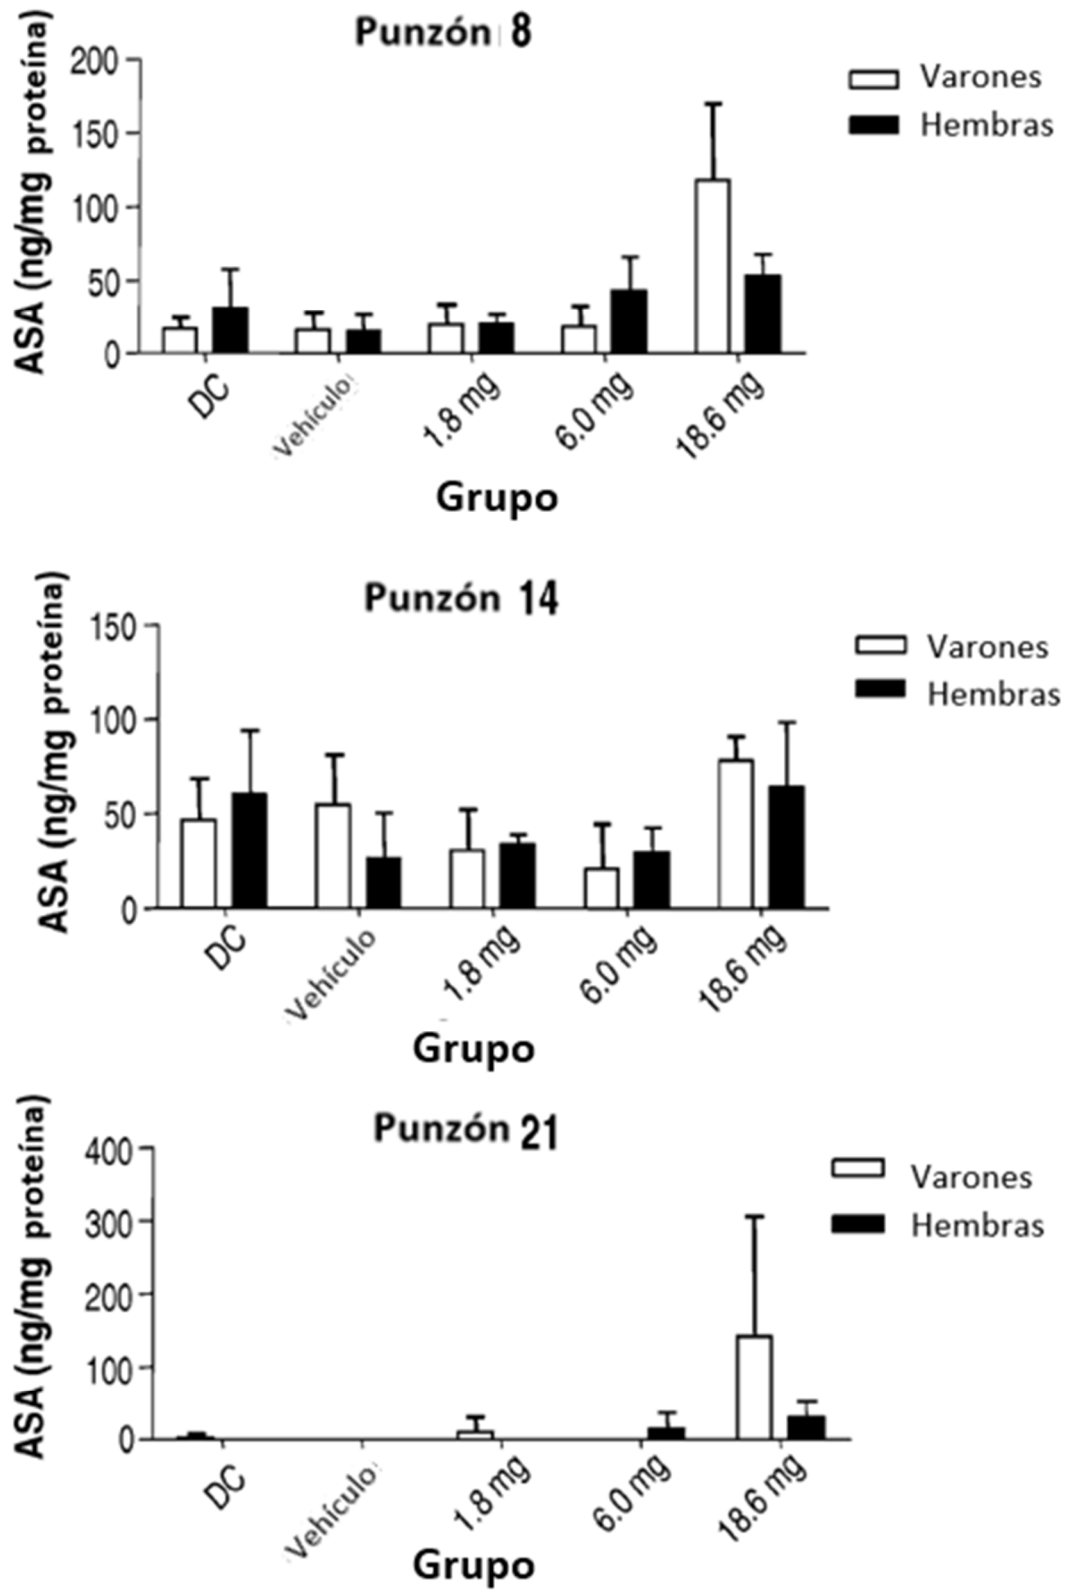 Punzón 8
ASA (ng/mg proteína)
200
150
100
50
0
Varones
Hembras
DC
Vehículo
1.8 mg
6.0 mg
18.6 mg
Grupo
Punzón 14
ASA (ng/mg proteína)
150
100
50
0
Varones
Hembras
DC
Vehículo
1.8 mg
6.0 mg
18.6 mg
Grupo
Punzón 21
ASA (ng/mg proteína)
400
300
200
100
0
Varones
Hembras
DC
Vehículo
1.8 mg
6.0 mg
18.6 mg
Grupo